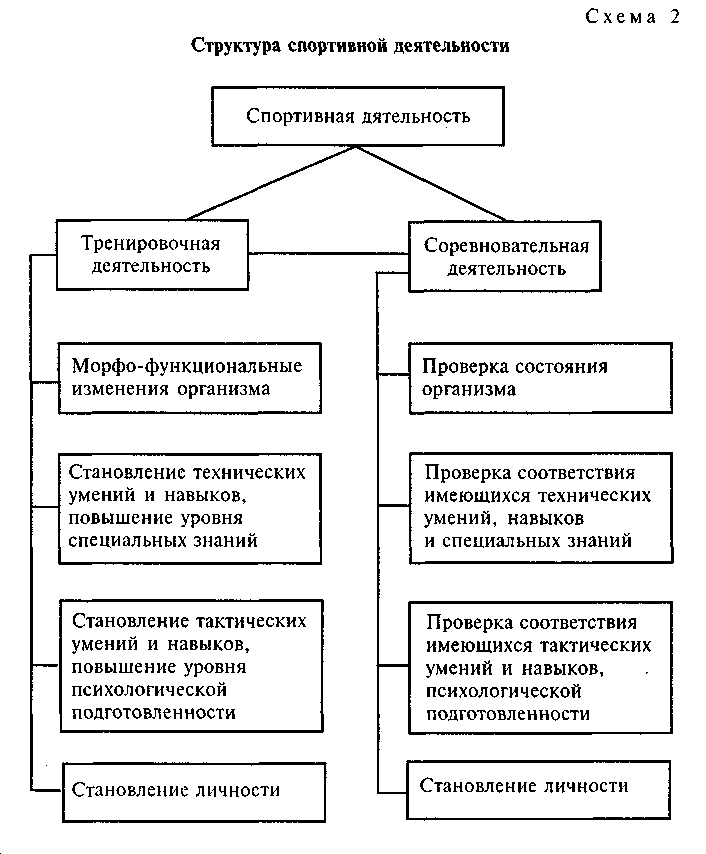 Схема 2
Структура спортивной деятельности
Спортивная дятельность
Тренировочная
деятельность
Соревновательная
деятельность
Морфо-функциональные
изменения организма
Проверка состояния
организма
Становление технических
умений и навыков,
повышение уровня
специальных знаний
Проверка соответствия
имеющихся технических
умений, навыков
и специальных знаний
Становление тактических
умений и навыков,
повышение уровня
психологической
подготовленности
Проверка соответствия
имеющихся тактических
умений и навыков,
психологической
подготовленности
Становление личности
Становление личности